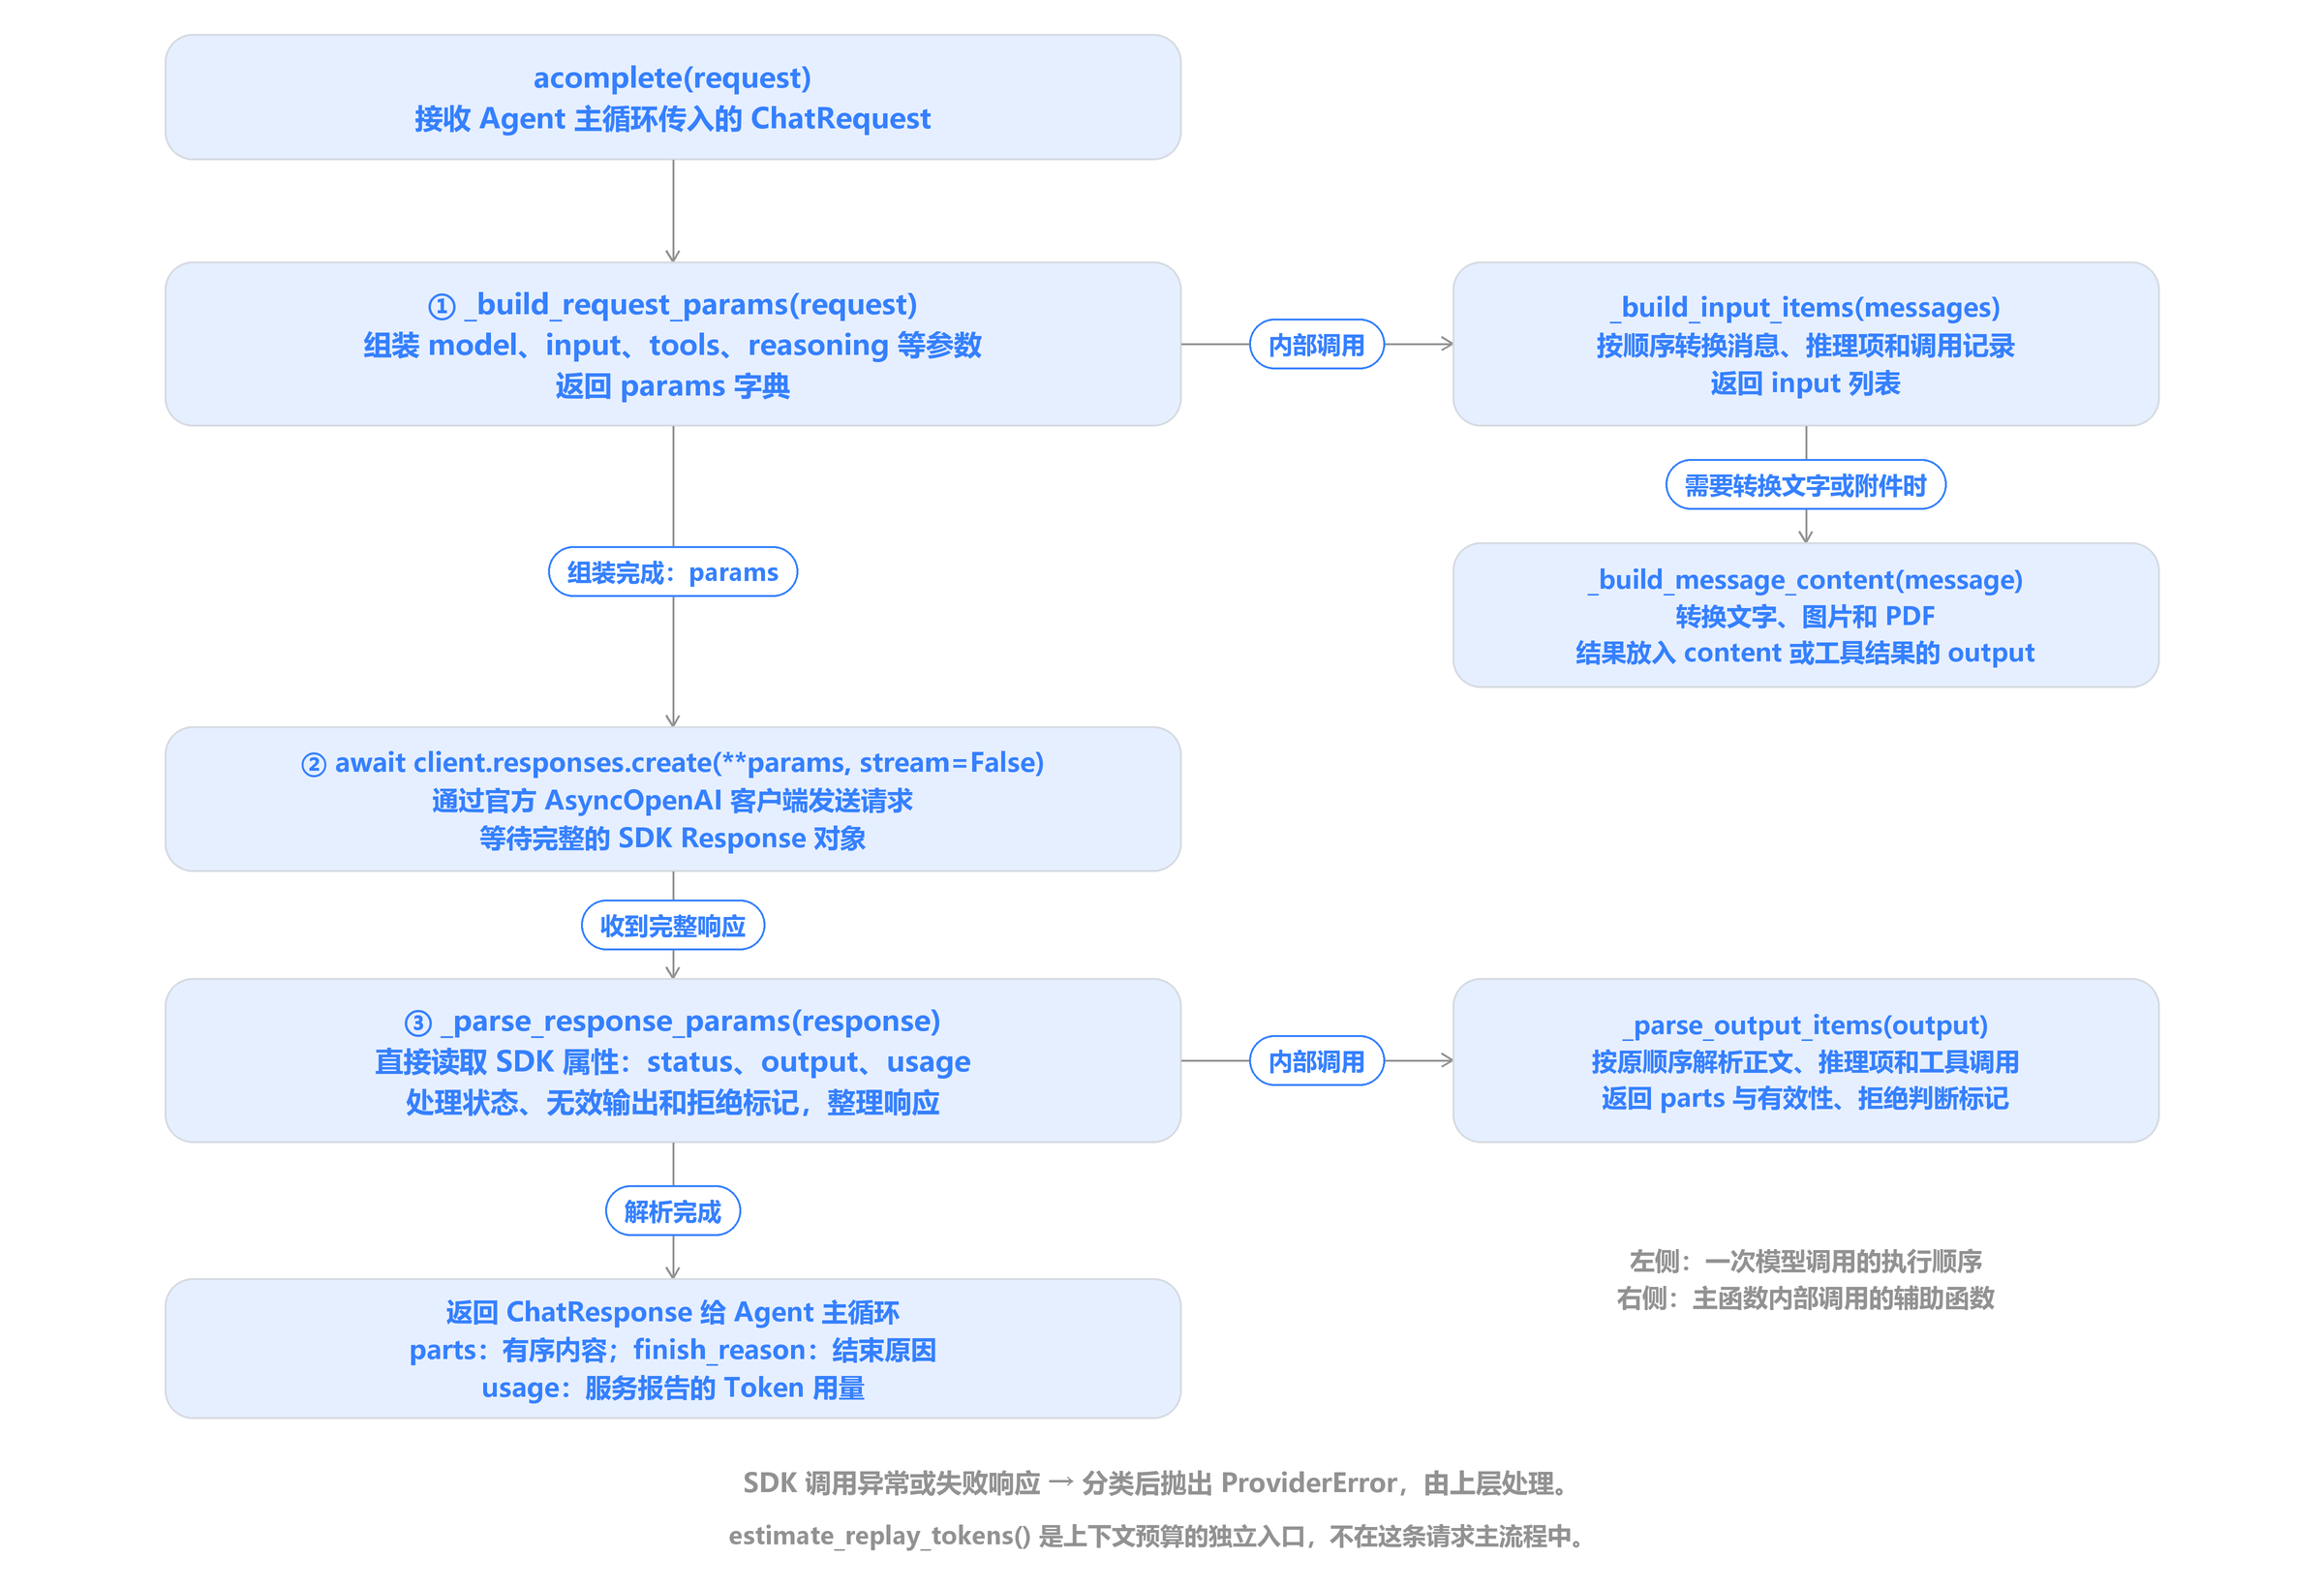 acomplete(request)
接收 Agent 主循环传入的 ChatRequest
① _build_request_params(request)
组装 model、input、tools、reasoning 等参数
返回 params 字典
内部调用
_build_input_items(messages)
按顺序转换消息、推理项和调用记录
返回 input 列表
需要转换文字或附件时
_build_message_content(message)
转换文字、图片和 PDF
结果放入 content 或工具结果的 output
组装完成：params
② await client.responses.create(**params, stream=False)
通过官方 AsyncOpenAI 客户端发送请求
等待完整的 SDK Response 对象
收到完整响应
③ _parse_response_params(response)
直接读取 SDK 属性：status、output、usage
处理状态、无效输出和拒绝标记，整理响应
内部调用
_parse_output_items(output)
按原顺序解析正文、推理项和工具调用
返回 parts 与有效性、拒绝判断标记
解析完成
返回 ChatResponse 给 Agent 主循环
parts：有序内容；finish_reason：结束原因
usage：服务报告的 Token 用量
左侧：一次模型调用的执行顺序
右侧：主函数内部调用的辅助函数
SDK 调用异常或失败响应 → 分类后抛出 ProviderError，由上层处理。
estimate_replay_tokens() 是上下文预算的独立入口，不在这条请求主流程中。